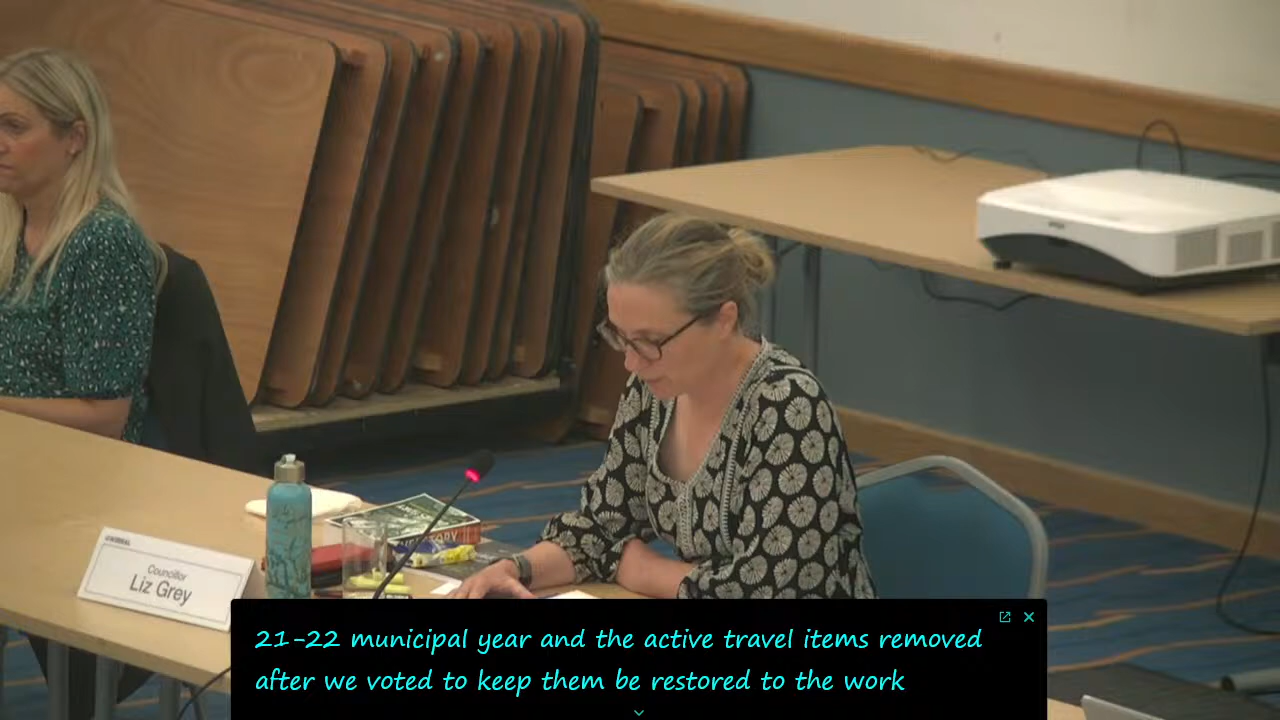 Councillor
Liz Grey
21-22 municipal year and the active travel items removed
after we voted to keep them be restored to the work